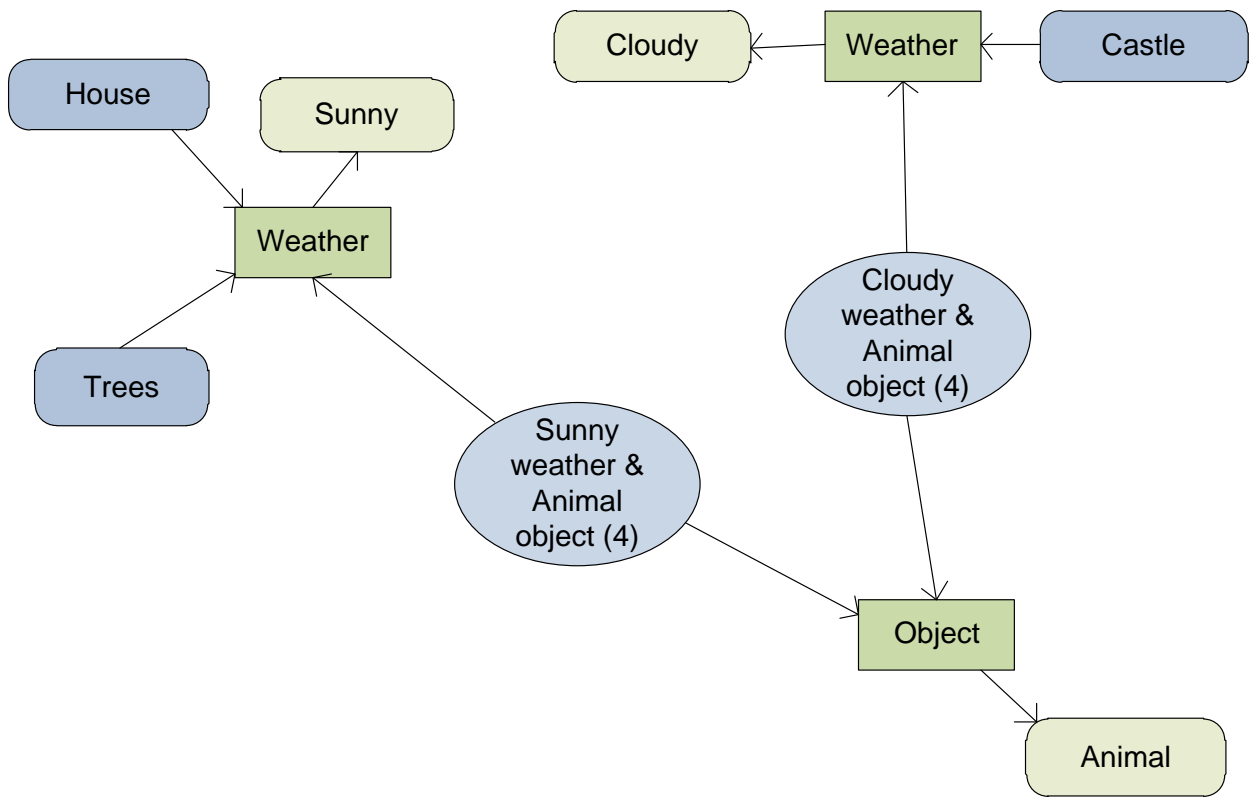 Cloudy
Weather
Castle
House
Sunny
Weather
Trees
Cloudy
weather &
Animal
object (4)
Sunny
weather &
Animal
object (4)
Object
Animal